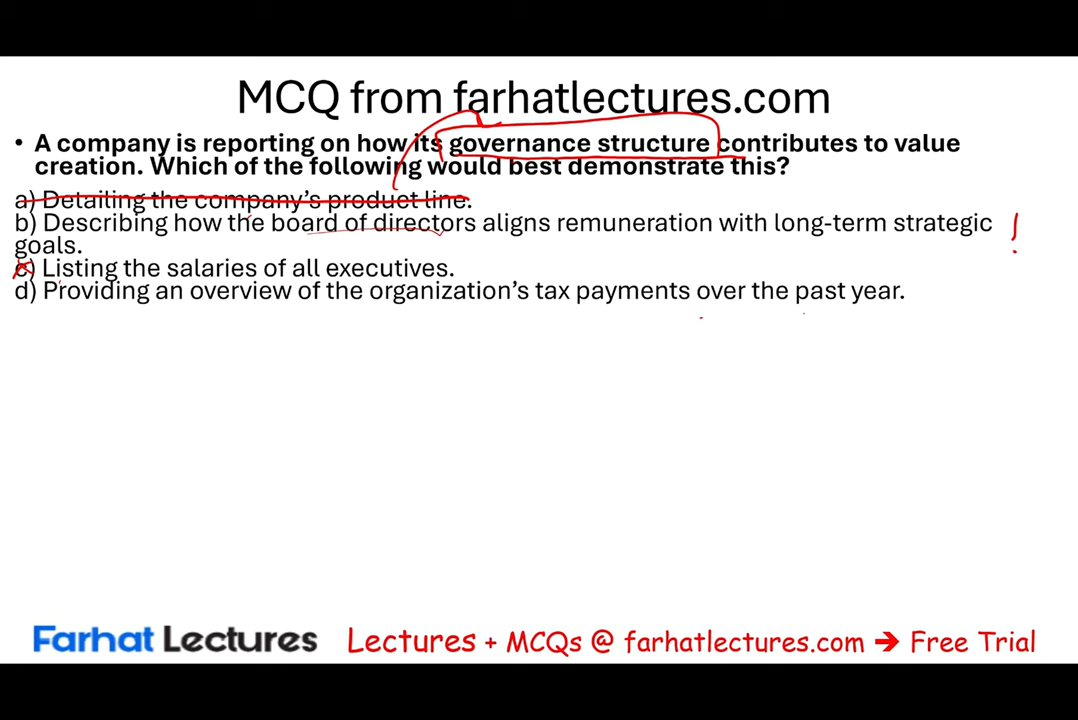 MCQ from farhatlectures.com
• A company is reporting on how its governance structure contributes to value
creation. Which of the following would best demonstrate this?
a) Detailing the company's product line.
b) Describing how the board of directors aligns remuneration with long-term strategic
goals.
c) Listing the salaries of all executives.
d) Providing an overview of the organization's tax payments over the past year.
Farhat Lectures Lectures + MCQs @ farhatlectures.com → Free Trial